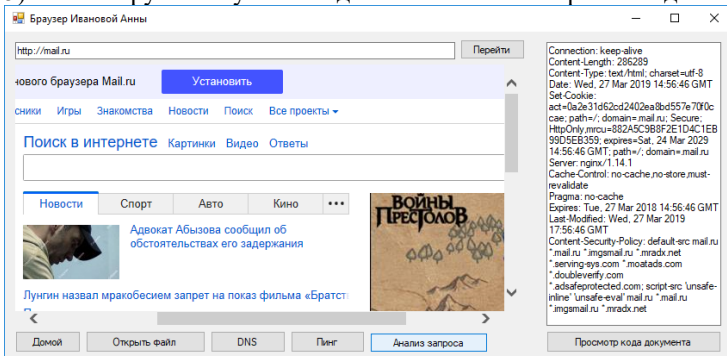 Браузер Ивановой Анны
http://mail.ru
Перейти
нового браузера Mail.ru
Установить
Игры Знакомства Новости Поиск Все проекты
Поиск в интернете Картинки Видео Ответы
Новости Спорт Авто Кино •••
Адвокат Абызова сообщил об
обстоятельствах его задержания
ВОЙНЫ
ПРЕСТОЛОВ
Лунгин назвал мракобесием запрет на показ фильма «Братст
Домой Открыть файл DNS Пинг Анализ запроса
Connection: keep-alive
Content-Length: 286289
Content-Type: text/html; charset=utf-8
Date: Wed, 27 Mar 2019 14:56:46 GMT
Set-Cookie:
act=0a2e31d62cd2402ea8bd557e70f0c
cae; path=/; domain=.mail.ru; Secure;
HttpOnly,mrcu=882A5C9B8F2E1D4C1EB
99D5EB359; expires=Sat, 24 Mar 2029
14:56:46 GMT; path=/; domain=.mail.ru
Server: nginx/1.14.1
Cache-Control: no-cache,no-store,must-
revalidate
Pragma: no-cache
Expires: Tue, 27 Mar 2018 14:56:46 GMT
Last-Modified: Wed, 27 Mar 2019
17:56:46 GMT
Content-Security-Policy: default-src mail.ru
*.mail.ru *.imgsmail.ru *.mradx.net
*.serving-sys.com *.moatads.com
*.doubleverify.com
*.adsafeprotected.com; script-src 'unsafe-
inline' 'unsafe-eval' mail.ru *.mail.ru
*.imgsmail.ru *.mradx.net
Просмотр кода документа